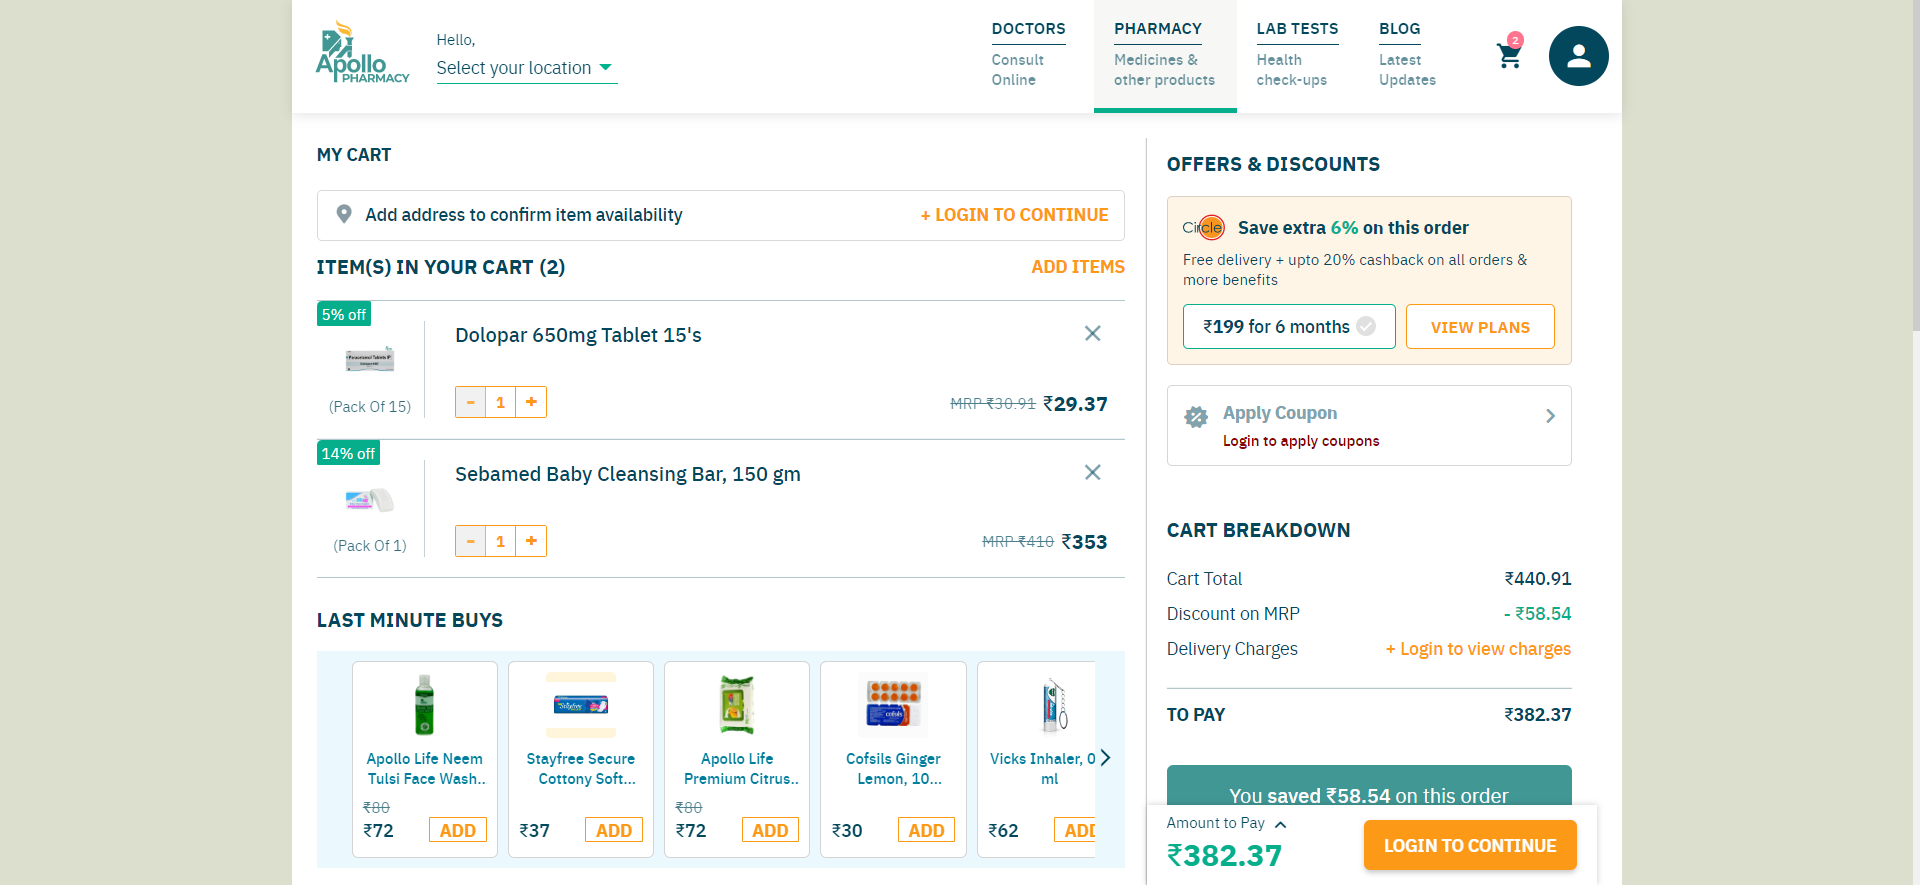 Apollo
PHARMACY
Hello,
Select your location
DOCTORS
Consult
Online
PHARMACY
Medicines &
other products
LAB TESTS
Health
check-ups
BLOG
Latest
Updates
2
MY CART
Add address to confirm item availability
+ LOGIN TO CONTINUE
ITEM(S) IN YOUR CART (2)
ADD ITEMS
5% off
Dolopar 650mg Tablet 15's
(Pack Of 15)
- 1 +
MRP ₹30.91 ₹29.37
14% off
Sebamed Baby Cleansing Bar, 150 gm
(Pack Of 1)
- 1 +
MRP ₹410 ₹353
LAST MINUTE BUYS
Apollo Life Neem
Tulsi Face Wash..
₹80
₹72
ADD
Stayfree Secure
Cottony Soft...
₹37
ADD
Apollo Life
Premium Citrus..
₹80
₹72
ADD
Cofsils Ginger
Lemon, 10...
₹30
ADD
Vicks Inhaler, 0
ml
₹62
ADD
OFFERS & DISCOUNTS
Circle
Save extra 6% on this order
Free delivery + upto 20% cashback on all orders &
more benefits
₹199 for 6 months
VIEW PLANS
Apply Coupon
Login to apply coupons
CART BREAKDOWN
Cart Total ₹440.91
Discount on MRP - ₹58.54
Delivery Charges + Login to view charges
TO PAY ₹382.37
You saved ₹58.54 on this order
Amount to Pay
₹382.37
LOGIN TO CONTINUE